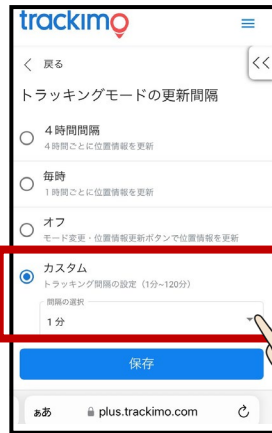 trackimo
戻る
<<
トラッキングモードの更新間隔
4時間間隔
4時間ごとに位置情報を更新
毎時
1時間ごとに位置情報を更新
オフ
モード変更・位置情報更新ボタンで位置情報を更新
カスタム
トラッキング間隔の設定（1分~120分）
間隔の選択
1分
保存
ぁあ
plus.trackimo.com